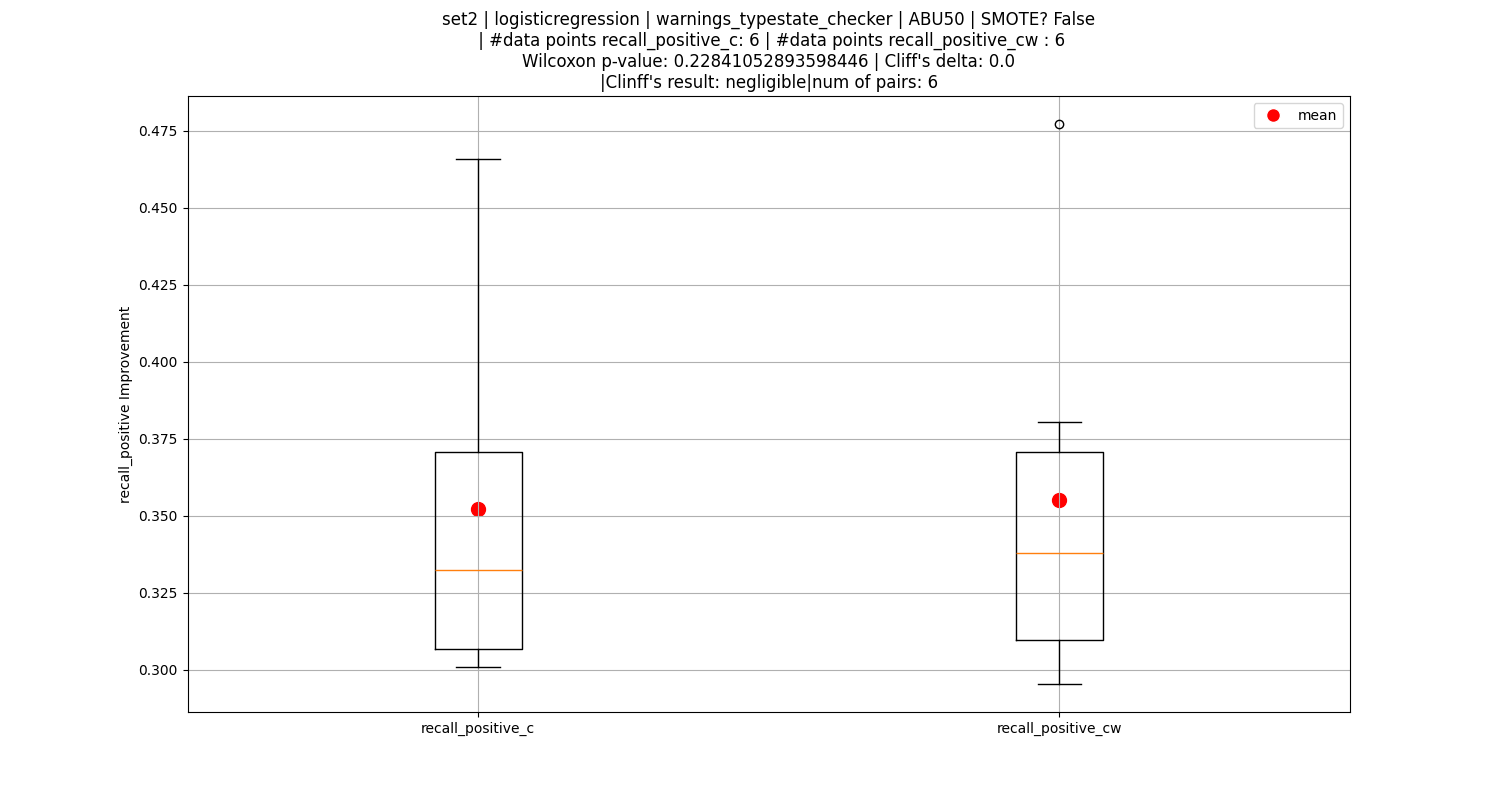 set2 | logisticregression | warnings_typestate_checker | ABU50 | SMOTE? False
| #data points recall_positive_c: 6 | #data points recall_positive_cw : 6
Wilcoxon p-value: 0.22841052893598446 | Cliff's delta: 0.0
|Clinff's result: negligible|num of pairs: 6
mean
0.475
0.450
0.425
0.400
0.375
0.350
0.325
0.300
recall_positive Improvement
recall_positive_c
recall_positive_cw